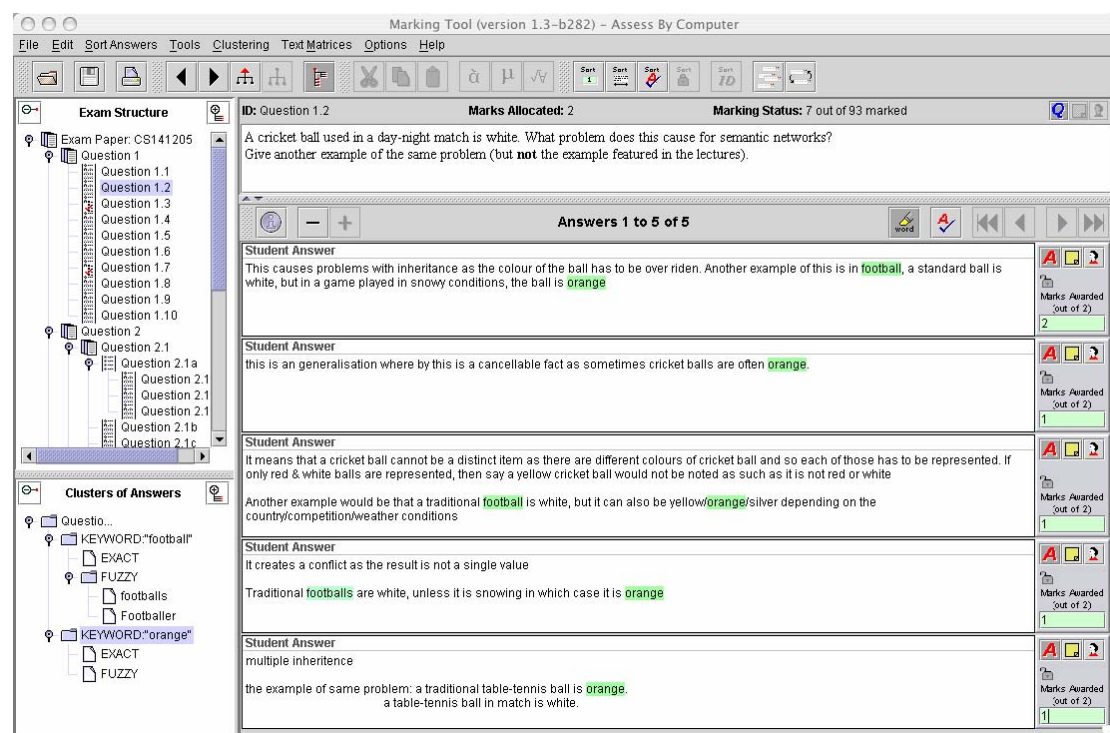 Marking Tool (version 1.3-b282) – Assess By Computer
File Edit Sort Answers Tools Clustering Text Matrices Options Help
à µ √α Sort 1 Sort Sort Sort Sort ID
Exam Structure
Exam Paper: CS141205
Question 1
Question 1.1
Question 1.2
Question 1.3
Question 1.4
Question 1.5
Question 1.6
Question 1.7
Question 1.8
Question 1.9
Question 1.10
Question 2
Question 2.1
Question 2.1a
Question 2.1
Question 2.1
Question 2.1
Question 2.1b
Question 2.1c
Clusters of Answers
Questio...
KEYWORD:"football"
EXACT
FUZZY
footballs
Footballer
KEYWORD:"orange"
EXACT
FUZZY
ID: Question 1.2 Marks Allocated: 2 Marking Status: 7 out of 93 marked
A cricket ball used in a day-night match is white. What problem does this cause for semantic networks?
Give another example of the same problem (but not the example featured in the lectures).
Answers 1 to 5 of 5
word
Student Answer
This causes problems with inheritance as the colour of the ball has to be over riden. Another example of this is in football, a standard ball is
white, but in a game played in snowy conditions, the ball is orange
Marks Awarded
(out of 2)
2
Student Answer
this is an generalisation where by this is a cancellable fact as sometimes cricket balls are often orange.
Marks Awarded
(out of 2)
1
Student Answer
It means that a cricket ball cannot be a distinct item as there are different colours of cricket ball and so each of those has to be represented. If
only red & white balls are represented, then say a yellow cricket ball would not be noted as such as it is not red or white
Another example would be that a traditional football is white, but it can also be yellow/orange/silver depending on the
country/competition/weather conditions
Marks Awarded
(out of 2)
1
Student Answer
It creates a conflict as the result is not a single value
Traditional footballs are white, unless it is snowing in which case it is orange
Marks Awarded
(out of 2)
1
Student Answer
multiple inheritence
the example of same problem: a traditional table-tennis ball is orange.
a table-tennis ball in match is white.
Marks Awarded
(out of 2)
1